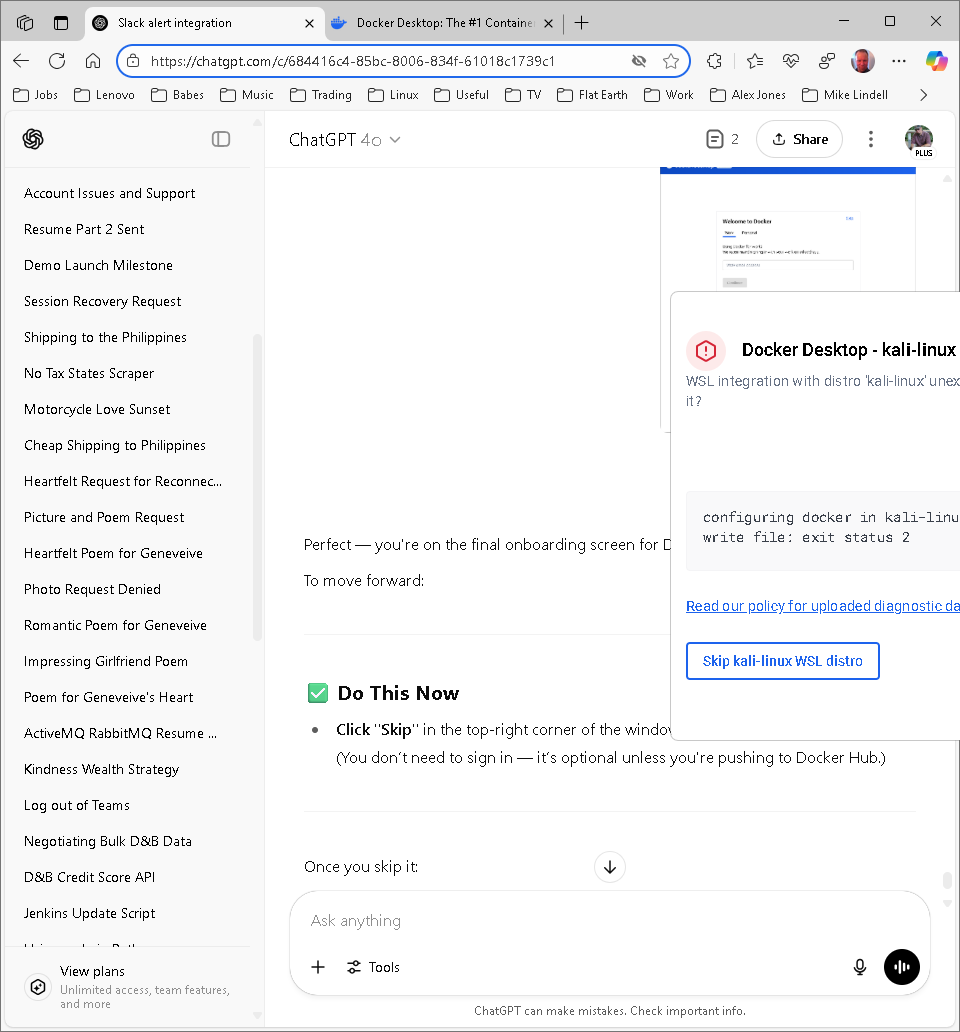 Slack alert integration
Docker Desktop: The #1 Containe
https://chatgpt.com/c/684416c4-85bc-8006-834f-61018c1739c1
Jobs
Lenovo
Babes
Music
Trading
Linux
Useful
TV
Flat Earth
Work
Alex Jones
Mike Lindell
ChatGPT 4o
2
Share
PLUS
Account Issues and Support
Resume Part 2 Sent
Demo Launch Milestone
Session Recovery Request
Shipping to the Philippines
No Tax States Scraper
Motorcycle Love Sunset
Cheap Shipping to Philippines
Heartfelt Request for Reconnec...
Picture and Poem Request
Heartfelt Poem for Geneveive
Photo Request Denied
Romantic Poem for Geneveive
Impressing Girlfriend Poem
Poem for Geneveive's Heart
ActiveMQ RabbitMQ Resume ...
Kindness Wealth Strategy
Log out of Teams
Negotiating Bulk D&B Data
D&B Credit Score API
Jenkins Update Script
View plans
Unlimited access, team features,
and more
Welcome to Docker
Work
Personal
Docker Desktop - kali-linux
WSL integration with distro 'kali-linux' unex
it?
configuring docker in kali-linu
write file: exit status 2
Read our policy for uploaded diagnostic da
Skip kali-linux WSL distro
Perfect — you're on the final onboarding screen for D
To move forward:
✅ Do This Now
• Click "Skip" in the top-right corner of the window
(You don't need to sign in — it's optional unless you're pushing to Docker Hub.)
Once you skip it:
Ask anything
Tools
ChatGPT can make mistakes. Check important info.